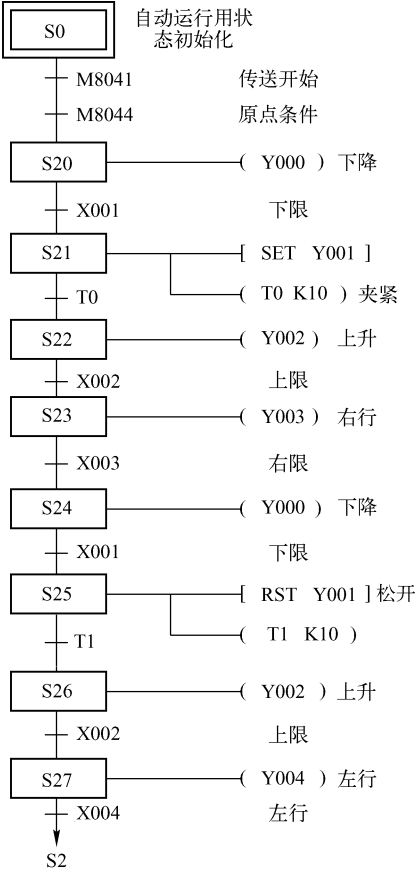 S0 自动运行用状
态初始化
M8041 传送开始
M8044 原点条件
S20 ( Y000 ) 下降
X001 下限
S21 [ SET Y001 ]
T0 ( T0 K10 ) 夹紧
S22 ( Y002 ) 上升
X002 上限
S23 ( Y003 ) 右行
X003 右限
S24 ( Y000 ) 下降
X001 下限
S25 [ RST Y001 ] 松开
T1 ( T1 K10 )
S26 ( Y002 ) 上升
X002 上限
S27 ( Y004 ) 左行
X004 左行
S2